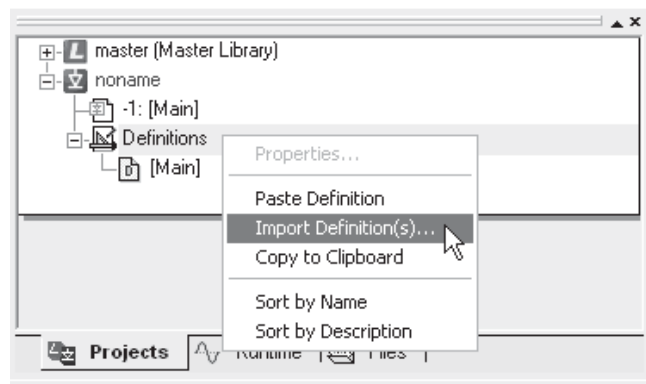 master (Master Library)
noname
-1: [Main]
Definitions
[Main]
Properties...
Paste Definition
Import Definition(s)...
Copy to Clipboard
Sort by Name
Sort by Description
Projects